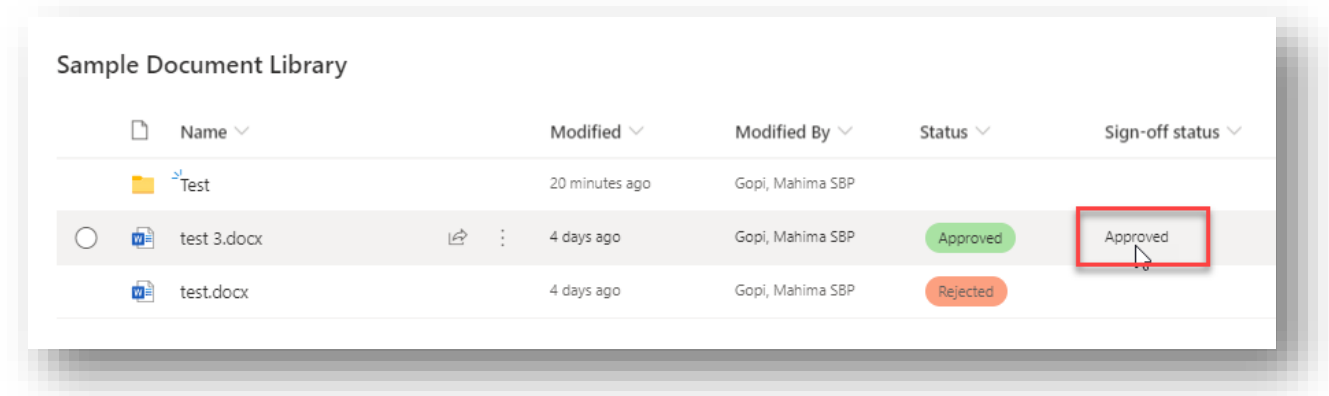 Sample Document Library
Name Modified Modified By Status Sign-off status
Test 20 minutes ago Gopi, Mahima SBP
test 3.docx 4 days ago Gopi, Mahima SBP Approved Approved
test.docx 4 days ago Gopi, Mahima SBP Rejected